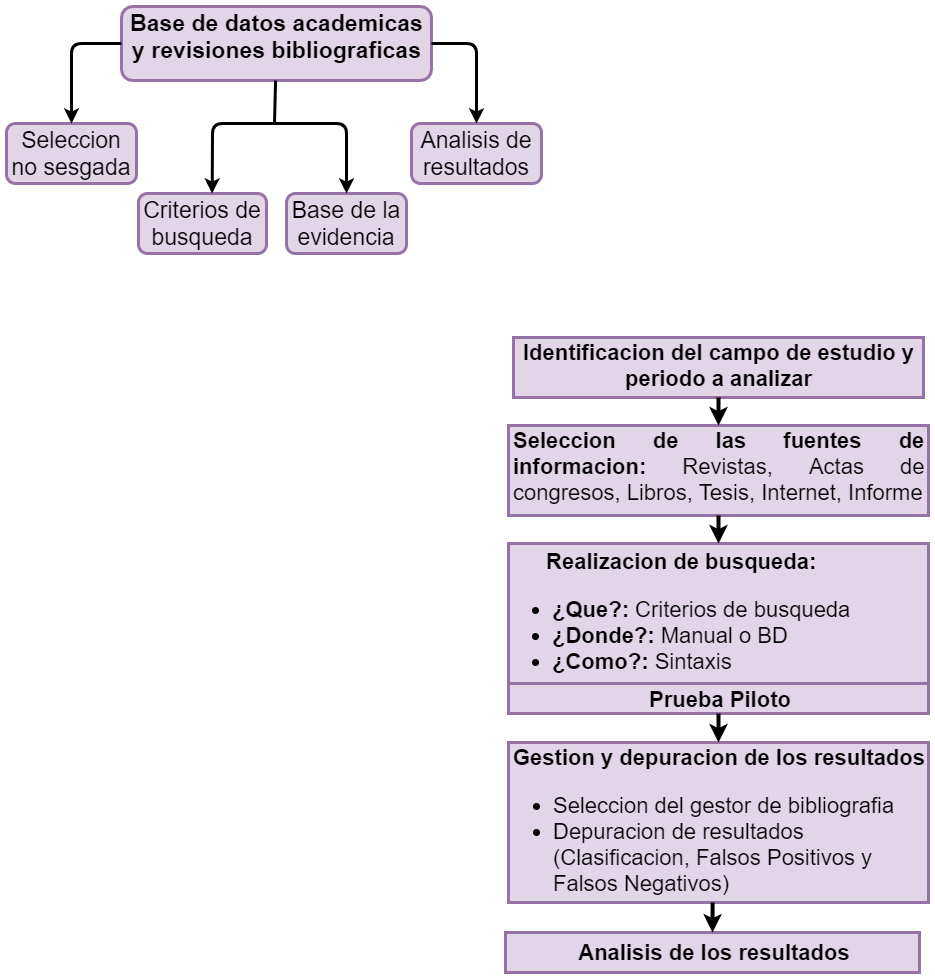 Base de datos academicas
y revisiones bibliograficas
Seleccion
no sesgada
Analisis de
resultados
Criterios de
busqueda
Base de la
evidencia
Identificacion del campo de estudio y
periodo a analizar
Seleccion de las fuentes de
informacion: Revistas, Actas de
congresos, Libros, Tesis, Internet, Informe
Realizacion de busqueda:
• ¿Que?: Criterios de busqueda
• ¿Donde?: Manual o BD
• ¿Como?: Sintaxis
Prueba Piloto
Gestion y depuracion de los resultados
• Seleccion del gestor de bibliografia
• Depuracion de resultados
(Clasificacion, Falsos Positivos y
Falsos Negativos)
Analisis de los resultados